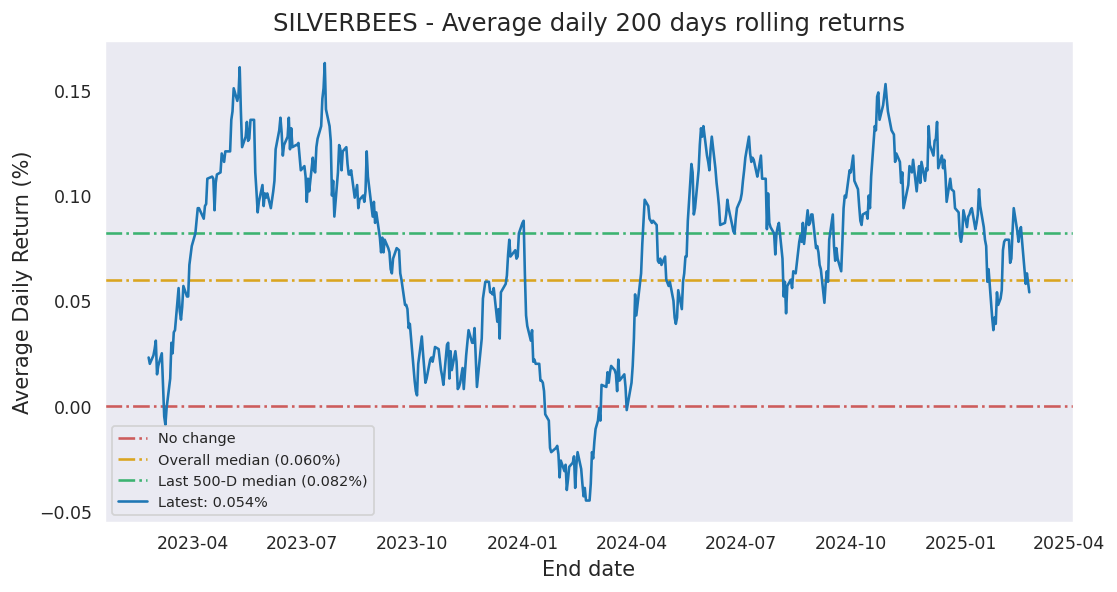 SILVERBEES - Average daily 200 days rolling returns
Average Daily Return (%)
0.15
0.10
0.05
0.00
−0.05
No change
Overall median (0.060%)
Last 500-D median (0.082%)
Latest: 0.054%
2023-04 2023-07 2023-10 2024-01 2024-04 2024-07 2024-10 2025-01 2025-04
End date